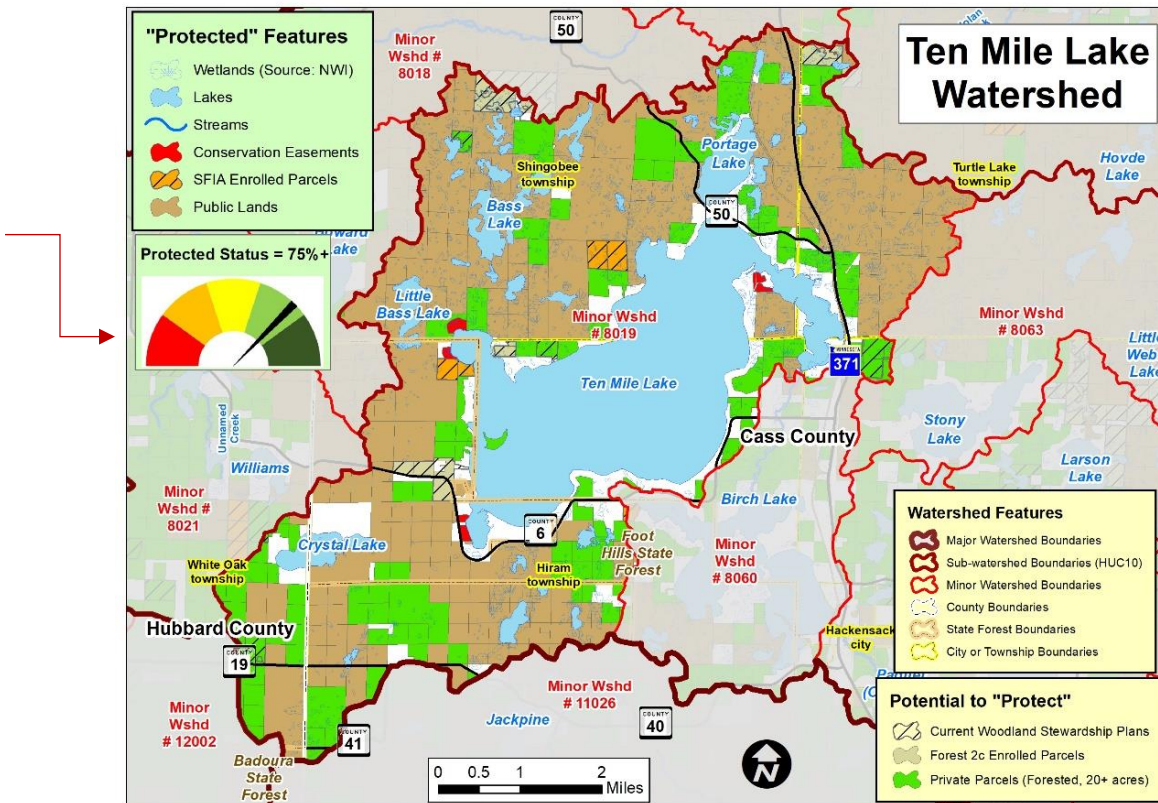 "Protected" Features
Wetlands (Source: NWI)
Lakes
Streams
Conservation Easements
SFIA Enrolled Parcels
Public Lands
Protected Status = 75%+
Ten Mile Lake
Watershed
Minor
Wshd #
8018
COUNTY
50
Portage
Lake
Shingobee
township
Bass
Lake
COUNTY
50
Turtle Lake
township
Hovde
Lake
Lake
Little
Bass Lake
Minor Wshd
# 8019
Minor Wshd
# 8063
Ten Mile Lake
MINNESOTA
371
Cass County
Stony
Lake
Larson
Lake
Unnamed
Creek
Williams
Minor
Wshd #
8021
Birch Lake
Crystal Lake
COUNTY
6
Foot
Hills State
Forest
Minor
Wshd
# 8060
White Oak
township
Hiram
township
Hubbard County
COUNTY
19
Hackensack
city
Minor Wshd
# 11026
Minor
Wshd
# 12002
Jackpine
COUNTY
40
COUNTY
41
Badoura
State
Forest
0 0.5 1 2
Miles
N
Watershed Features
Major Watershed Boundaries
Sub-watershed Boundaries (HUC10)
Minor Watershed Boundaries
County Boundaries
State Forest Boundaries
City or Township Boundaries
Potential to "Protect"
Current Woodland Stewardship Plans
Forest 2c Enrolled Parcels
Private Parcels (Forested, 20+ acres)